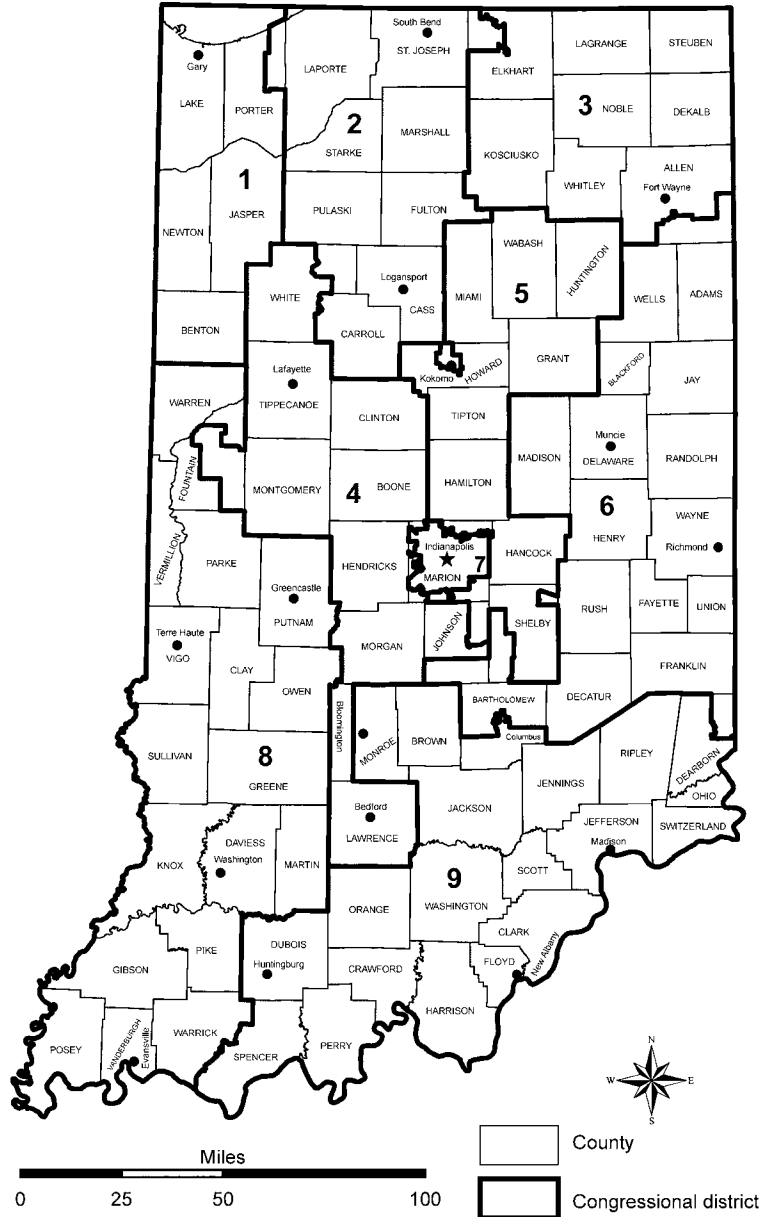 South Bend
LAGRANGE
STEUBEN
Gary
ST. JOSEPH
LAPORTE
ELKHART
LAKE
PORTER
2
3
NOBLE
DEKALB
MARSHALL
STARKE
KOSCIUSKO
ALLEN
1
WHITLEY
Fort Wayne
JASPER
PULASKI
FULTON
NEWTON
WABASH
HUNTINGTON
Logansport
WHITE
MIAMI
5
WELLS
ADAMS
CASS
BENTON
CARROLL
GRANT
Lafayette
Kokomo
HOWARD
BLACKFORD
JAY
WARREN
TIPPECANOE
CLINTON
TIPTON
Muncie
MADISON
DELAWARE
RANDOLPH
FOUNTAIN
MONTGOMERY
4
BOONE
HAMILTON
6
WAYNE
HENRY
Richmond
VERMILLION
PARKE
HENDRICKS
Indianapolis
7
MARION
HANCOCK
Greencastle
PUTNAM
RUSH
FAYETTE
UNION
Terre Haute
VIGO
MORGAN
JOHNSON
SHELBY
CLAY
FRANKLIN
OWEN
Bloomington
MONROE
BROWN
BARTHOLOMEW
DECATUR
Columbus
SULLIVAN
8
GREENE
RIPLEY
DEARBORN
JENNINGS
OHIO
Bedford
LAWRENCE
JACKSON
JEFFERSON
Madison
SWITZERLAND
KNOX
DAVIESS
Washington
MARTIN
SCOTT
9
WASHINGTON
ORANGE
CLARK
New Albany
PIKE
DUBOIS
Huntingburg
FLOYD
GIBSON
CRAWFORD
HARRISON
POSEY
VANDERBURGH
Evansville
WARRICK
SPENCER
PERRY
N
W
E
S
Miles
0
25
50
100
County
Congressional district